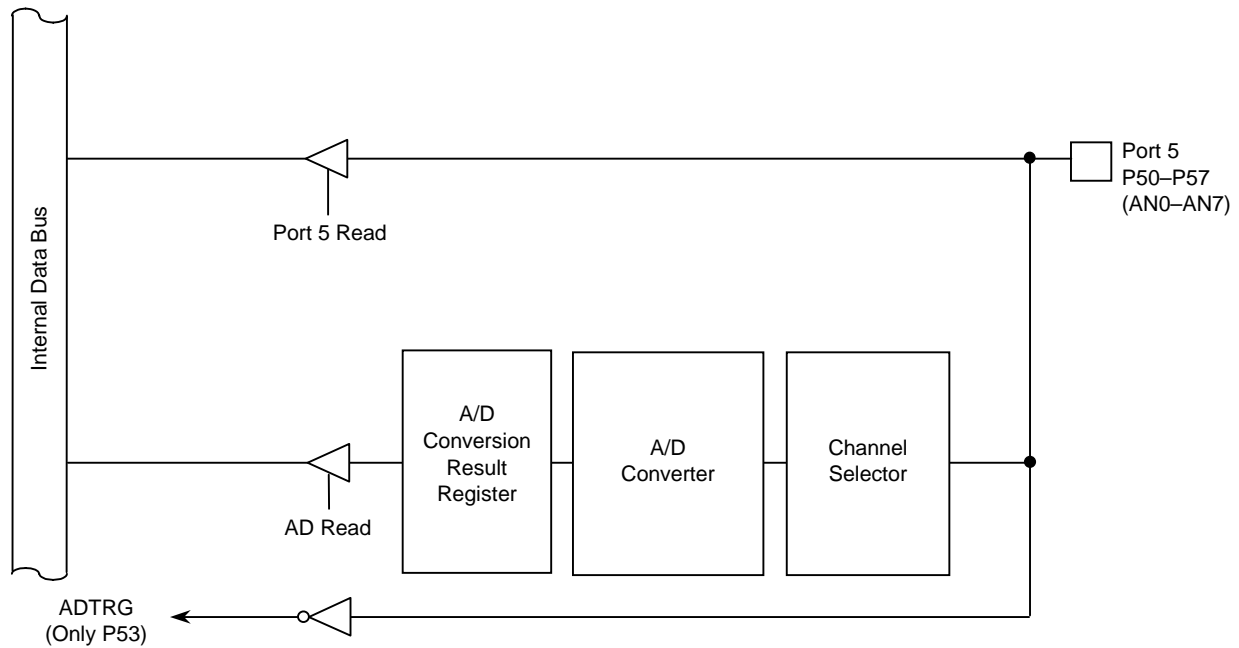 Port 5
P50–P57
(AN0–AN7)
Port 5 Read
Internal Data Bus
A/D
Conversion
Result
Register
A/D
Converter
Channel
Selector
AD Read
ADTRG
(Only P53)